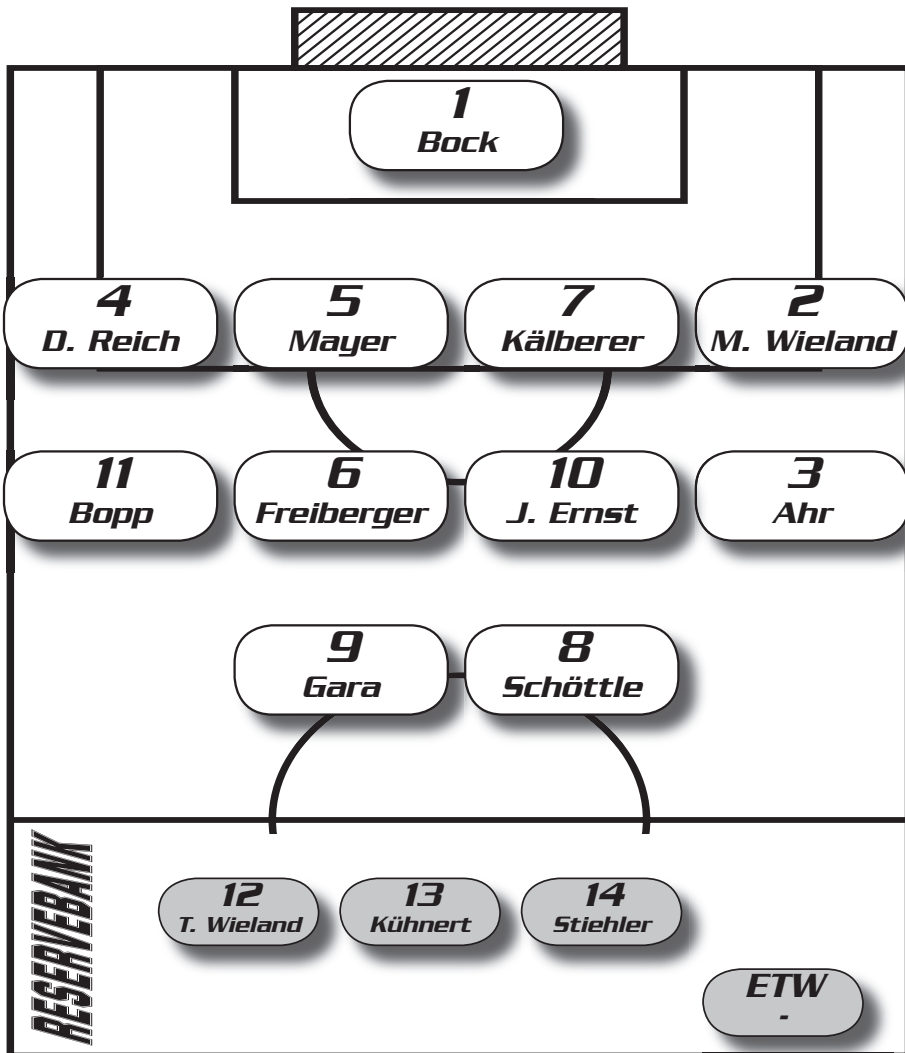 1
Bock
4
D. Reich
5
Mayer
7
Kälberer
2
M. Wieland
11
Bopp
6
Freiberger
10
J. Ernst
3
Ahr
9
Gara
8
Schöttle
RESERVEBANK
12
T. Wieland
13
Kühnert
14
Stiehler
ETW
-